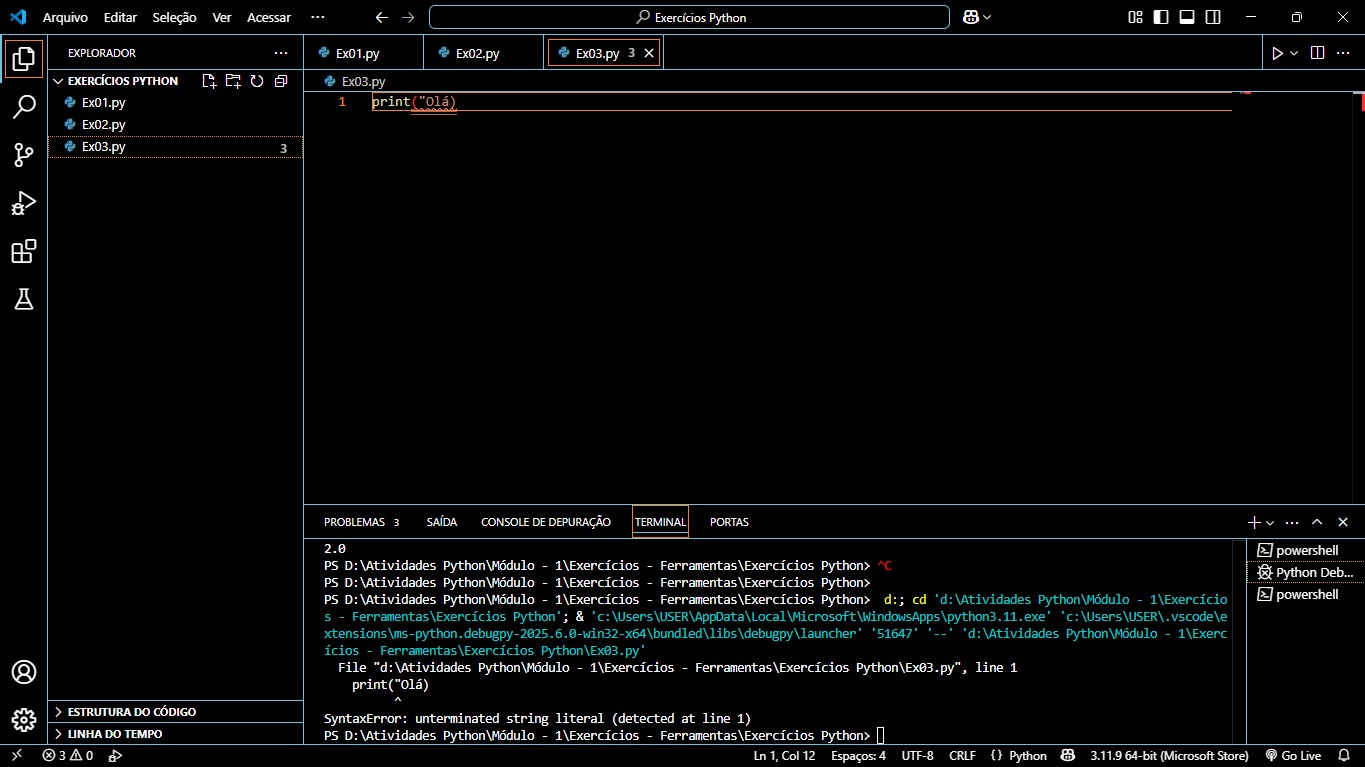 Arquivo Editar Seleção Ver Acessar ··· Exercícios Python
EXPLORADOR ···
EXERCÍCIOS PYTHON
Ex01.py
Ex02.py
Ex03.py 3
ESTRUTURA DO CÓDIGO
LINHA DO TEMPO
Ex01.py Ex02.py Ex03.py 3
Ex03.py
1 print("Olá)
PROBLEMAS 3 SAÍDA CONSOLE DE DEPURAÇÃO TERMINAL PORTAS
2.0
PS D:\Atividades Python\Módulo - 1\Exercícios - Ferramentas\Exercícios Python> ^C
PS D:\Atividades Python\Módulo - 1\Exercícios - Ferramentas\Exercícios Python>
PS D:\Atividades Python\Módulo - 1\Exercícios - Ferramentas\Exercícios Python>  d:; cd 'd:\Atividades Python\Módulo - 1\Exercício
s - Ferramentas\Exercícios Python'; & 'c:\Users\USER\AppData\Local\Microsoft\WindowsApps\python3.11.exe' 'c:\Users\USER\.vscode\e
xtensions\ms-python.debugpy-2025.6.0-win32-x64\bundled\libs\debugpy\launcher' '51647' '--' 'd:\Atividades Python\Módulo - 1\Exerc
ícios - Ferramentas\Exercícios Python\Ex03.py'
  File "d:\Atividades Python\Módulo - 1\Exercícios - Ferramentas\Exercícios Python\Ex03.py", line 1
    print("Olá)
          ^
SyntaxError: unterminated string literal (detected at line 1)
PS D:\Atividades Python\Módulo - 1\Exercícios - Ferramentas\Exercícios Python>
powershell
Python Deb...
powershell
3 0 Ln 1, Col 12 Espaços: 4 UTF-8 CRLF {} Python 3.11.9 64-bit (Microsoft Store) Go Live